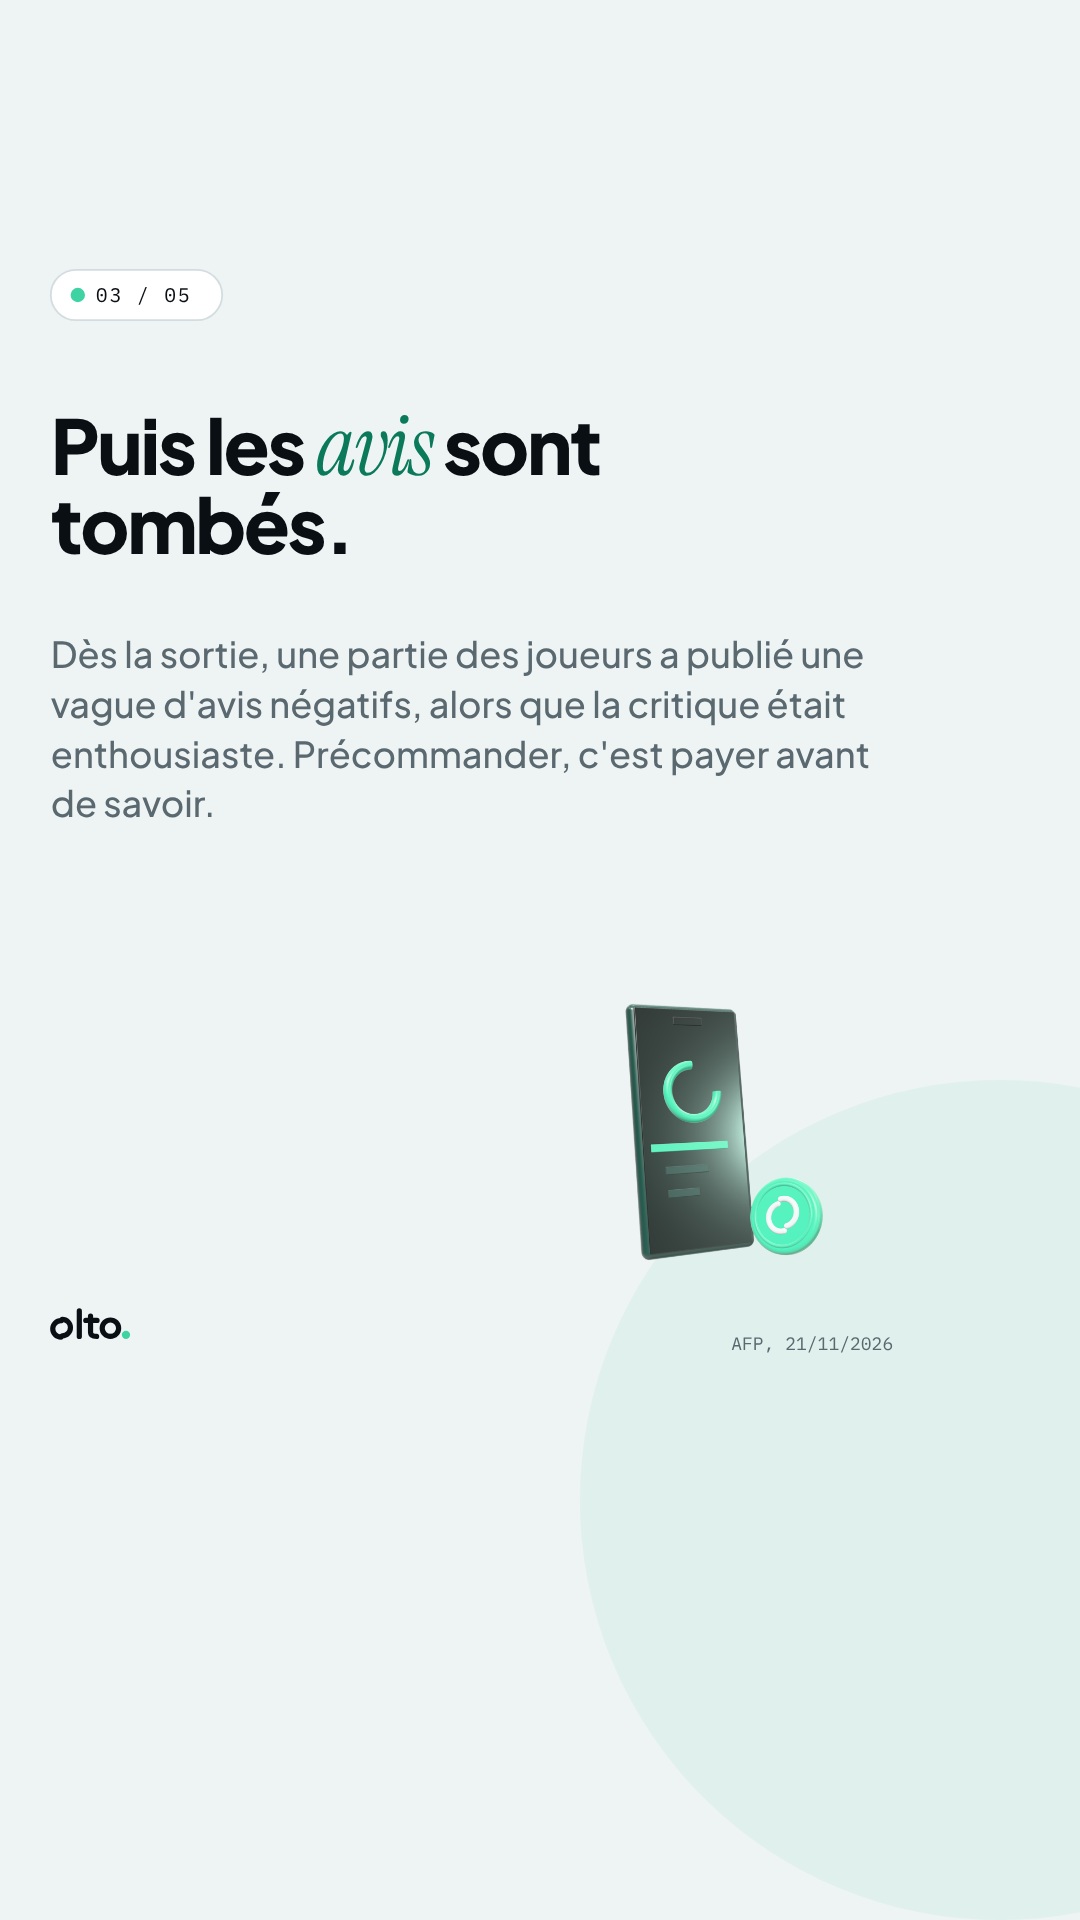 03 / 05
Puis les avis sont
tombés.
Dès la sortie, une partie des joueurs a publié une
vague d'avis négatifs, alors que la critique était
enthousiaste. Précommander, c'est payer avant
de savoir.
olto.
AFP, 21/11/2026